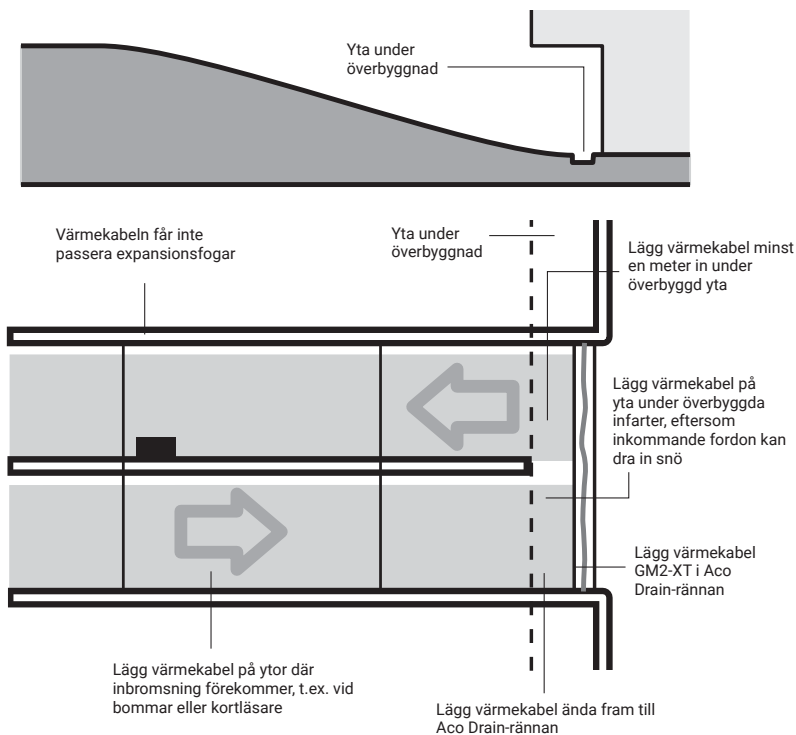 Yta under
överbyggnad
Värmekabeln får inte
passera expansionsfogar
Yta under
överbyggnad
Lägg värmekabel minst
en meter in under
överbyggd yta
Lägg värmekabel på
yta under överbyggda
infarter, eftersom
inkommande fordon kan
dra in snö
Lägg värmekabel
GM2-XT i Aco
Drain-rännan
Lägg värmekabel på ytor där
inbromsning förekommer, t.ex. vid
bommar eller kortläsare
Lägg värmekabel ända fram till
Aco Drain-rännan